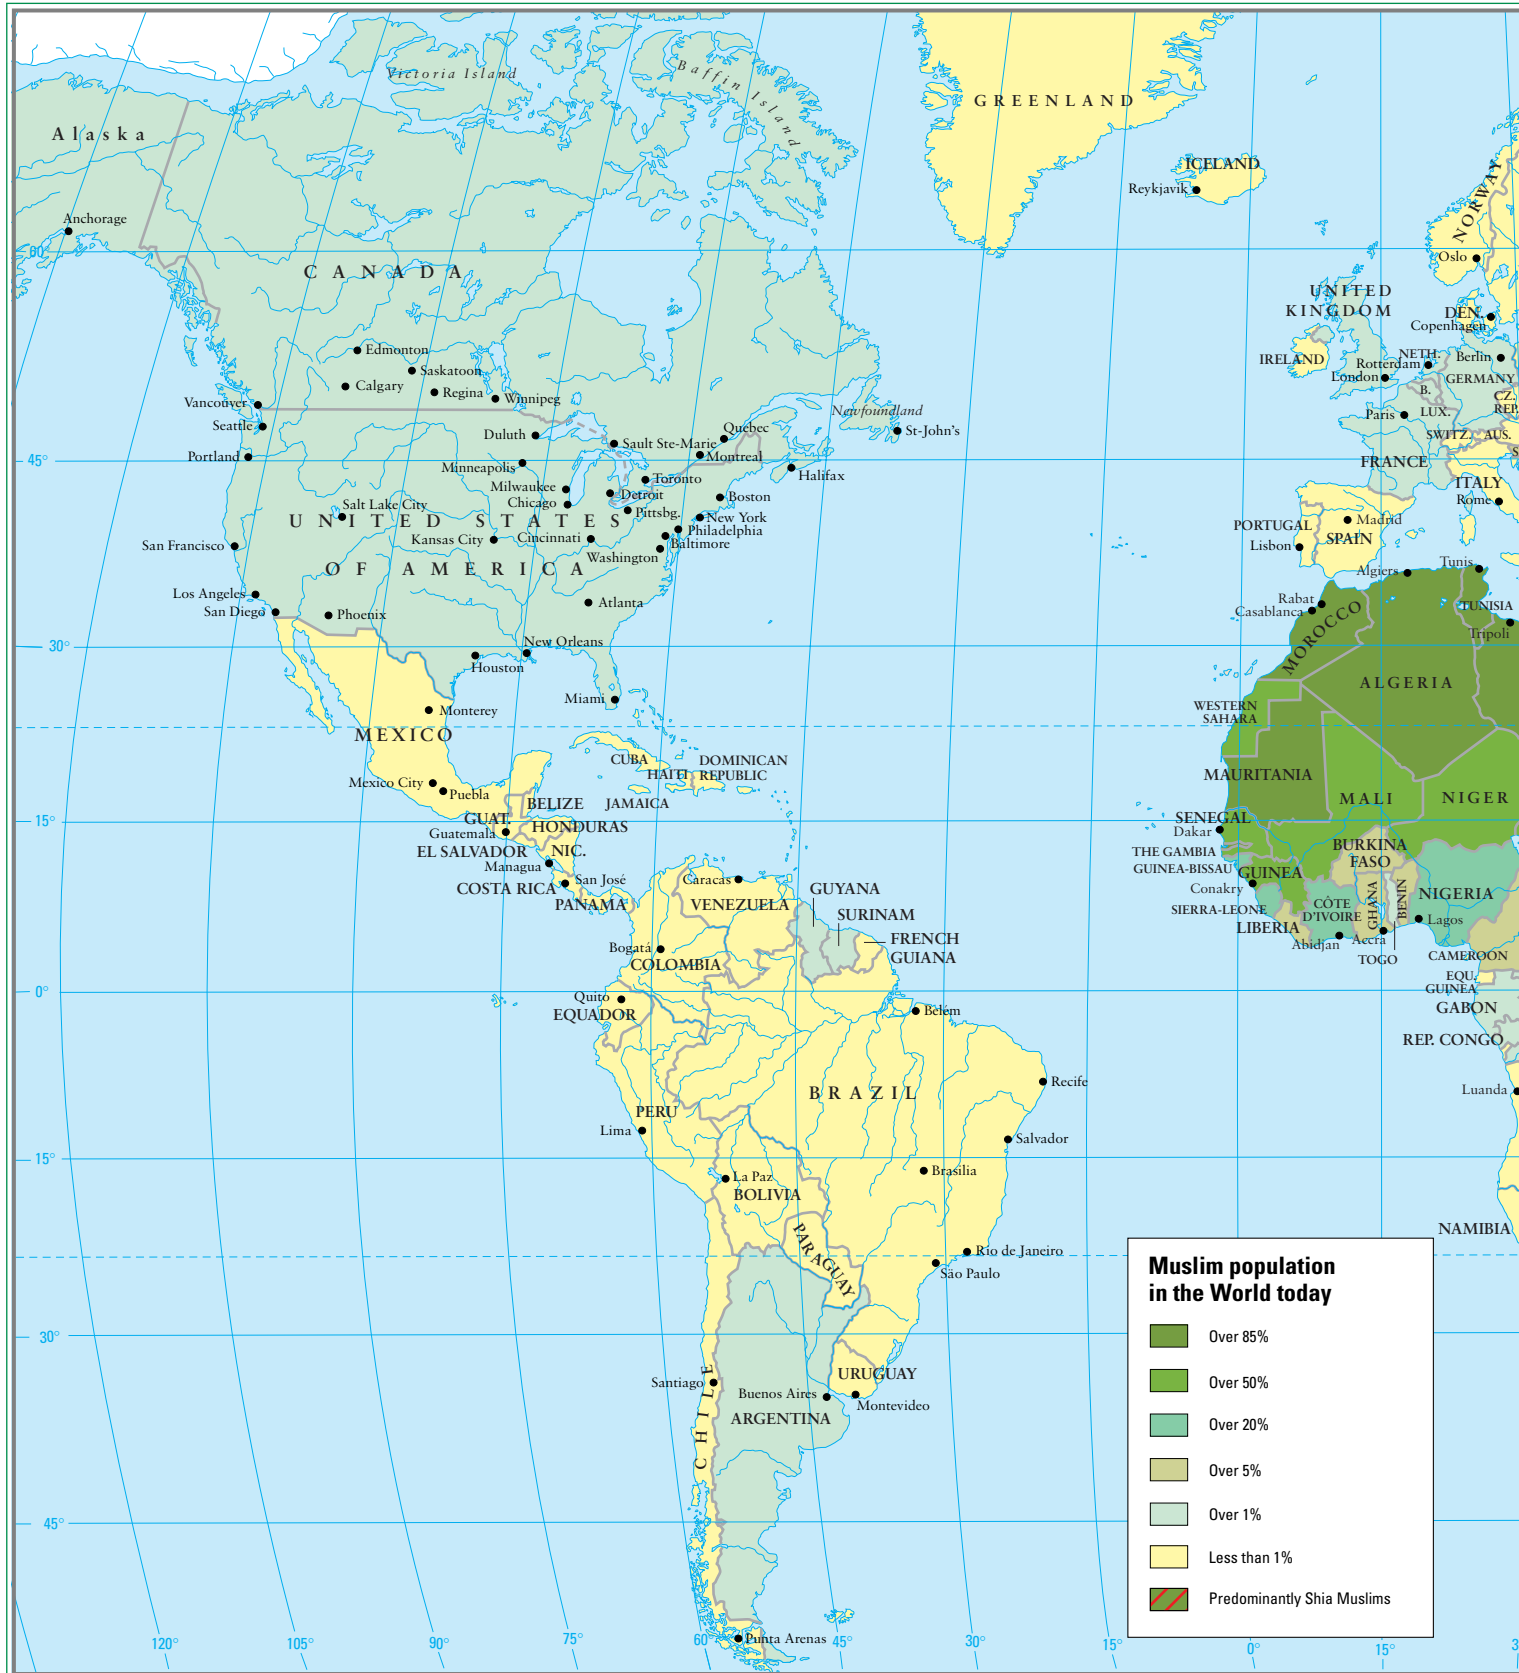 Victoria Island
Baffin Island
GREENLAND
Alaska
ICELAND
Reykjavik
NORWAY
Anchorage
60°
Oslo
CANADA
UNITED
KINGDOM
DEN.
Copenhagen
Edmonton
Saskatoon
Calgary
Regina
Winnipeg
IRELAND
NETH.
Rotterdam
Berlin
London
GERMANY
B.
CZ.
REP.
Vancouver
Seattle
Newfoundland
Paris
LUX.
Duluth
Quebec
St-John's
Sault Ste-Marie
SWITZ.
AUS.
Portland
45°
Montreal
Minneapolis
Halifax
FRANCE
S
Milwaukee
Toronto
ITALY
Chicago
Detroit
Boston
Rome
Salt Lake City
Pittsbg.
New York
UNITED STATES
Philadelphia
Madrid
PORTUGAL
SPAIN
Kansas City
Cincinnati
Baltimore
San Francisco
Washington
Lisbon
OF AMERICA
Algiers
Tunis
Los Angeles
Atlanta
Rabat
San Diego
Phoenix
Casablanca
TUNISIA
MOROCCO
Tripoli
30°
New Orleans
Houston
ALGERIA
Miami
Monterey
WESTERN
SAHARA
MEXICO
CUBA
DOMINICAN
REPUBLIC
HAITI
MAURITANIA
Mexico City
Puebla
BELIZE
JAMAICA
MALI
NIGER
15°
GUAT.
HONDURAS
SENEGAL
Guatemala
Dakar
EL SALVADOR
NIC.
BURKINA
FASO
THE GAMBIA
Managua
GUINEA-BISSAU
GUINEA
San José
Caracas
COSTA RICA
GUYANA
Conakry
PANAMA
VENEZUELA
GHANA
BENIN
NIGERIA
CÔTE
D'IVOIRE
SIERRA-LEONE
SURINAM
Lagos
LIBERIA
FRENCH
GUIANA
Bogatá
Abidjan
Accra
COLOMBIA
TOGO
CAMEROON
EQU.
GUINEA
0°
Quito
EQUADOR
Belém
GABON
REP. CONGO
BRAZIL
Recife
Luanda
PERU
Lima
Salvador
15°
La Paz
Brasilia
BOLIVIA
NAMIBIA
PARAGUAY
Rio de Janeiro
São Paulo
Muslim population
in the World today
30°
Over 85%
URUGUAY
Santiago
Buenos Aires
Over 50%
Montevideo
CHILE
ARGENTINA
Over 20%
Over 5%
45°
Over 1%
Less than 1%
Predominantly Shia Muslims
Punta Arenas
120°
105°
90°
75°
60°
45°
30°
15°
0°
15°
3